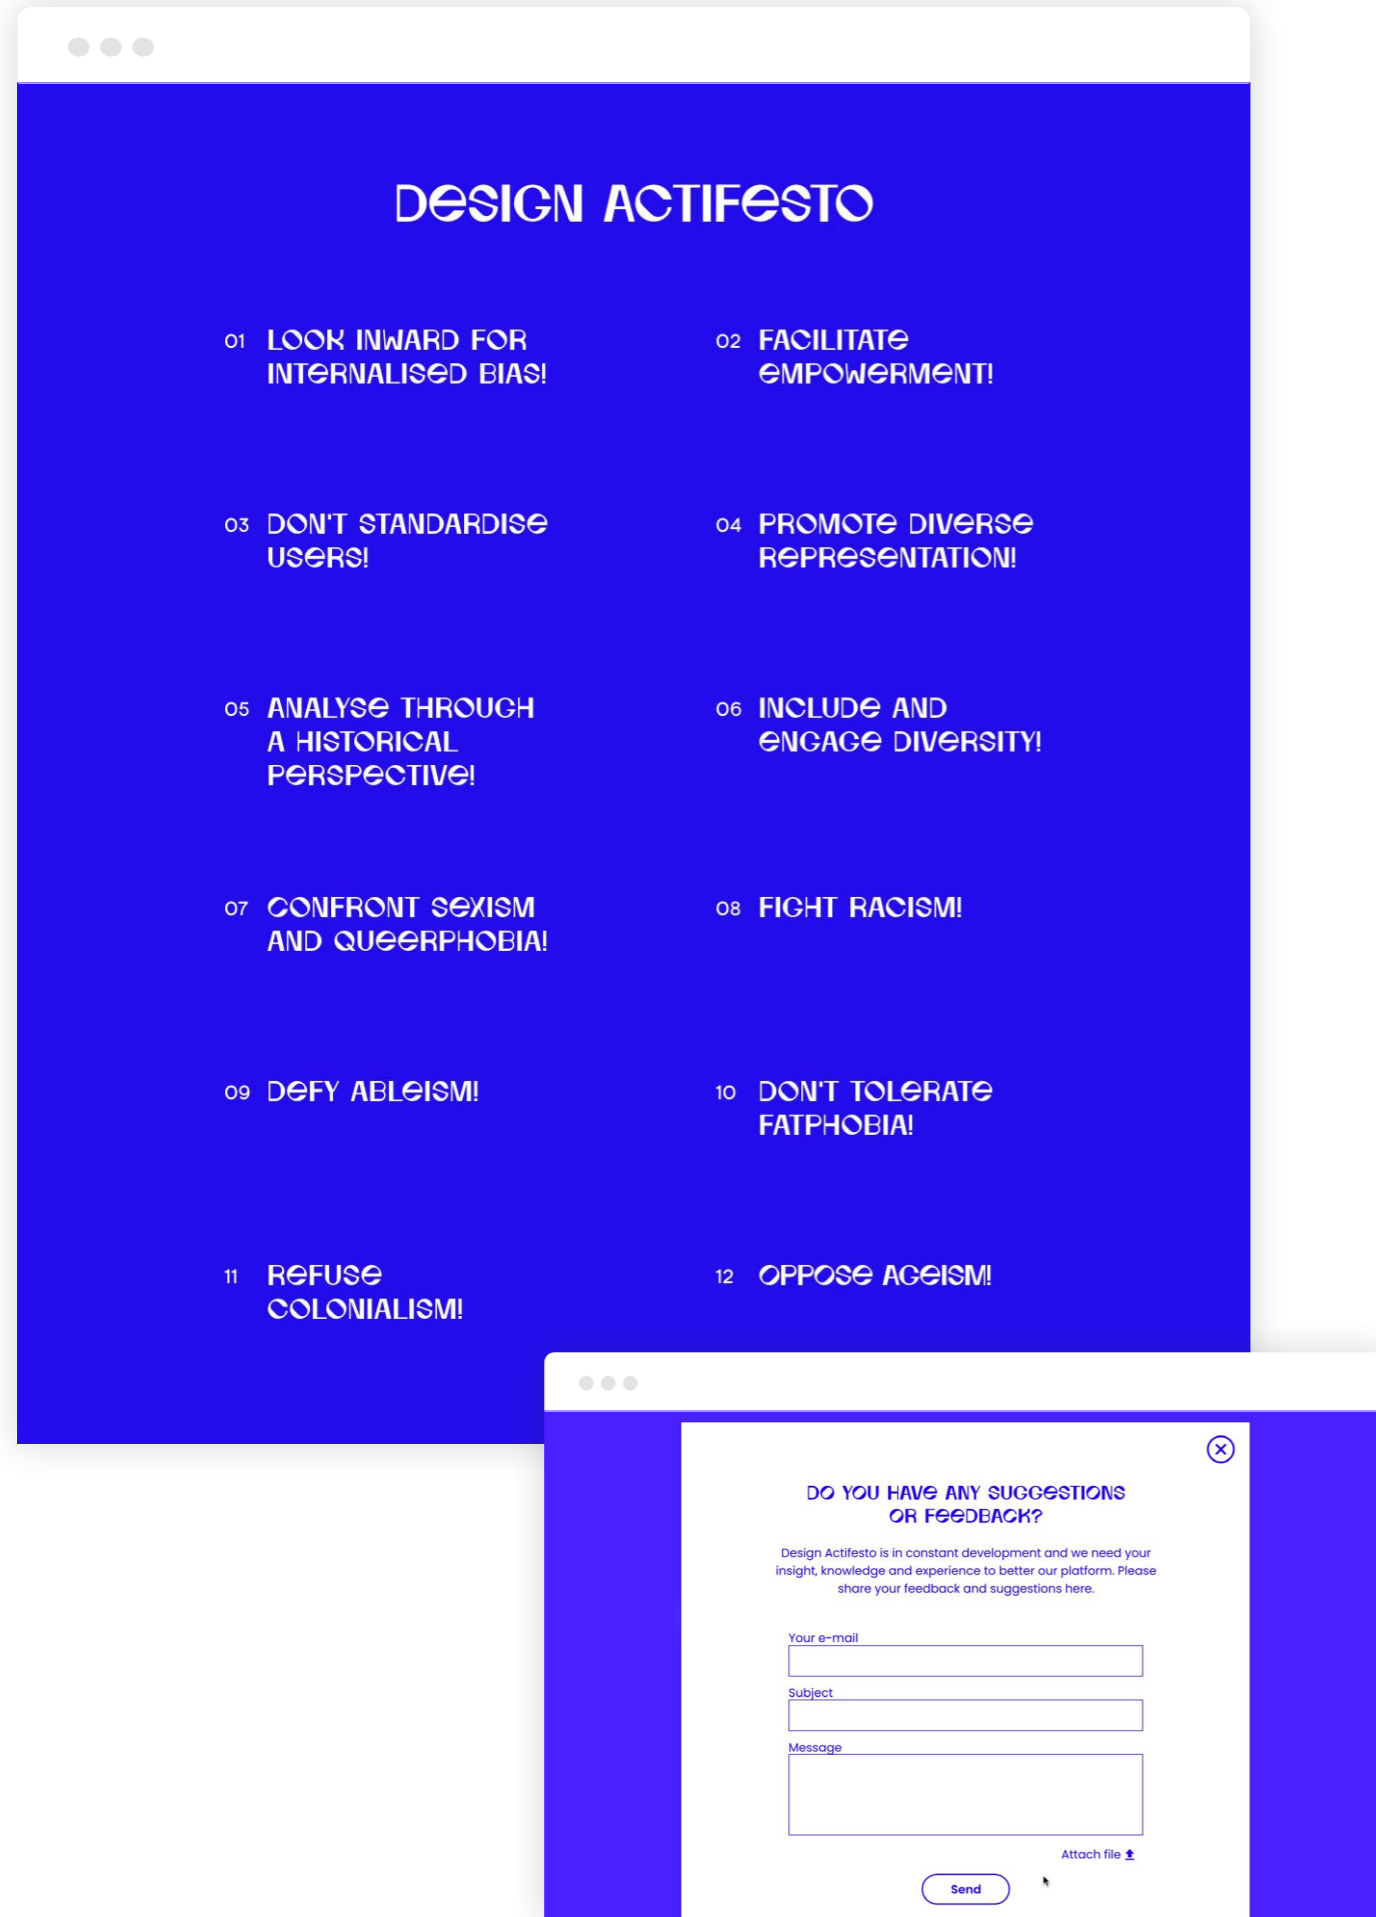 DESIGN ACTIFESTO
01 LOOK INWARD FOR
INTERNALISED BIAS!
02 FACILITATE
EMPOWERMENT!
03 DON'T STANDARDISE
USERS!
04 PROMOTE DIVERSE
REPRESENTATION!
05 ANALYSE THROUGH
A HISTORICAL
PERSPECTIVE!
06 INCLUDE AND
ENGAGE DIVERSITY!
07 CONFRONT SEXISM
AND QUEERPHOBIA!
08 FIGHT RACISM!
09 DEFY ABLEISM!
10 DON'T TOLERATE
FATPHOBIA!
11 REFUSE
COLONIALISM!
12 OPPOSE AGEISM!
DO YOU HAVE ANY SUGGESTIONS
OR FEEDBACK?
Design Actifesto is in constant development and we need your
insight, knowledge and experience to better our platform. Please
share your feedback and suggestions here.
Your e-mail
Subject
Message
Attach file
Send